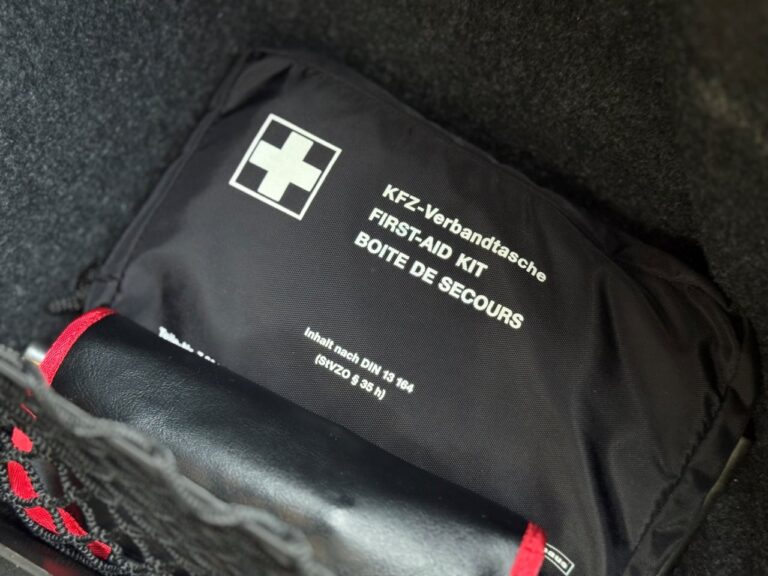 KFZ-Verbandtasche
FIRST-AID KIT
BOITE DE SECOURS
Inhalt nach DIN 13 164
(StVZO § 35 h)